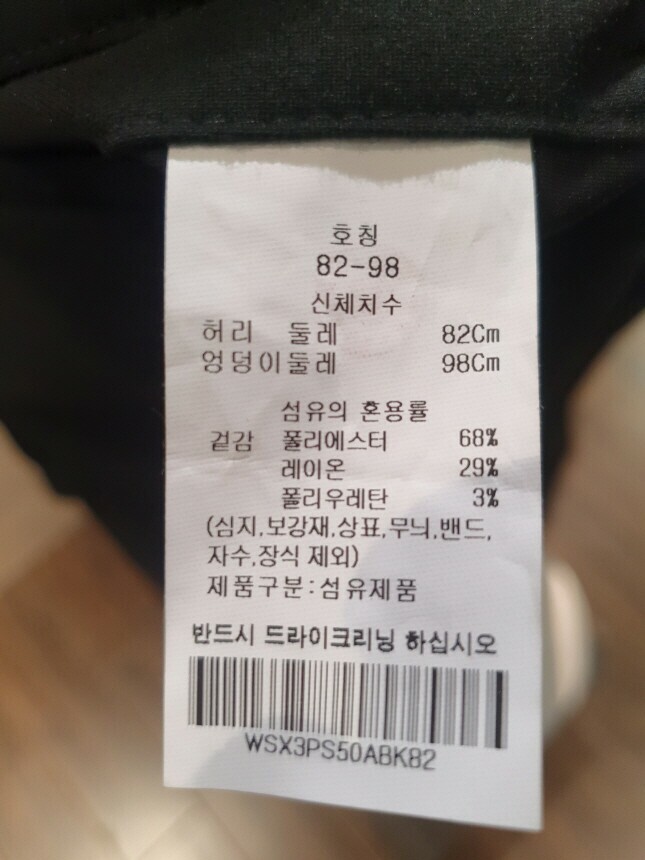 호칭
82-98
신체치수
허리 둘레 82Cm
엉덩이둘레 98Cm
섬유의 혼용률
겉감 폴리에스터 68%
레이온 29%
폴리우레탄 3%
(심지,보강재,상표,무늬,밴드,
자수,장식 제외)
제품구분:섬유제품
반드시 드라이크리닝 하십시오
WSX3PS50ABK82